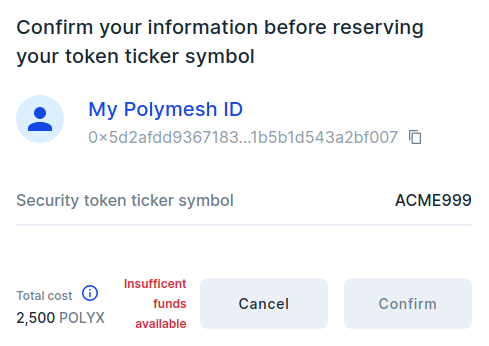 Confirm your information before reserving
your token ticker symbol
My Polymesh ID
0×5d2afdd9367183...1b5b1d543a2bf007
Security token ticker symbol ACME999
Total cost
2,500 POLYX
Insufficent
funds
available
Cancel
Confirm